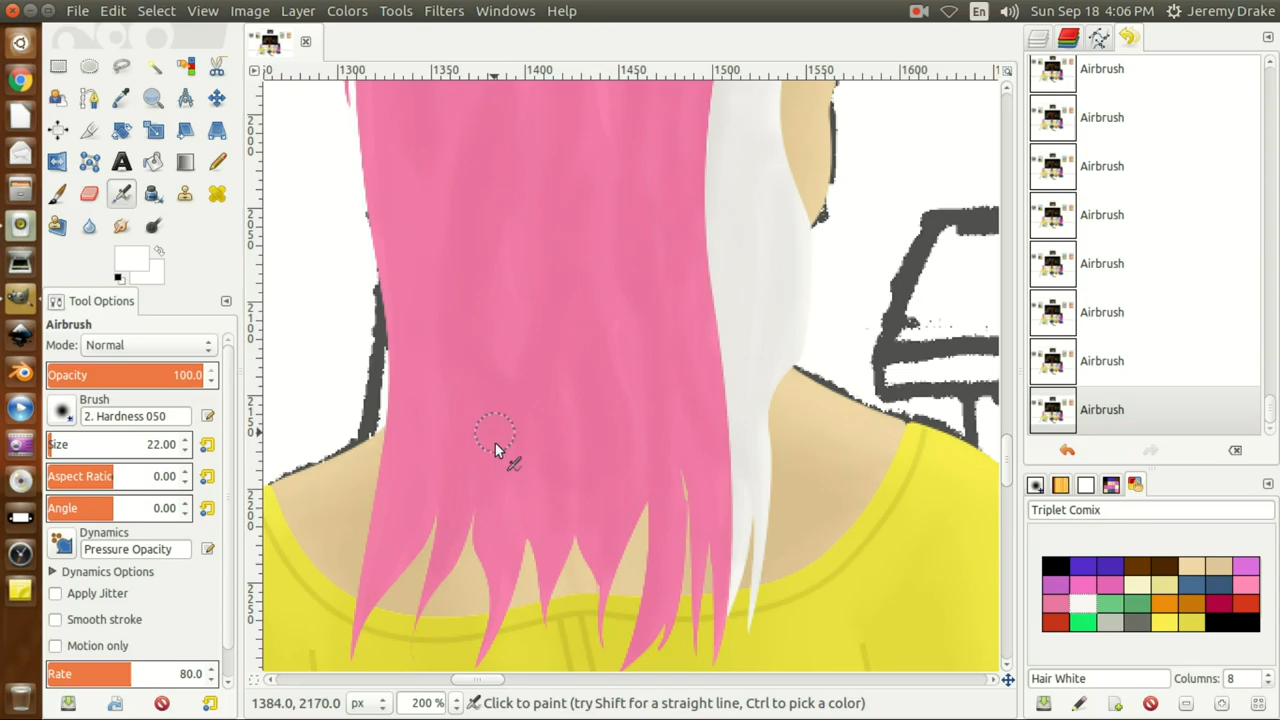 File Edit Select View Image Layer Colors Tools Windows Help
En Sun Sep 18 4:06 PM Jeremy Drake
1300 1350 1400 1450 1500 1550 1600
Airbrush
Airbrush
Airbrush
Airbrush
Airbrush
Airbrush
Airbrush
Airbrush
Tool Options
Airbrush
Mode: Normal
Opacity 100.0
Brush
2. Hardness 050
Size 22.00
Aspect Ratio 0.00
Angle 0.00
Dynamics
Pressure Opacity
Dynamics Options
Apply Jitter
Smooth stroke
Motion only
Rate 80.0
Triplet Comix
Hair White Columns: 8
1384.0, 2170.0 px 200 % Click to paint (try Shift for a straight line, Ctrl to pick a color)